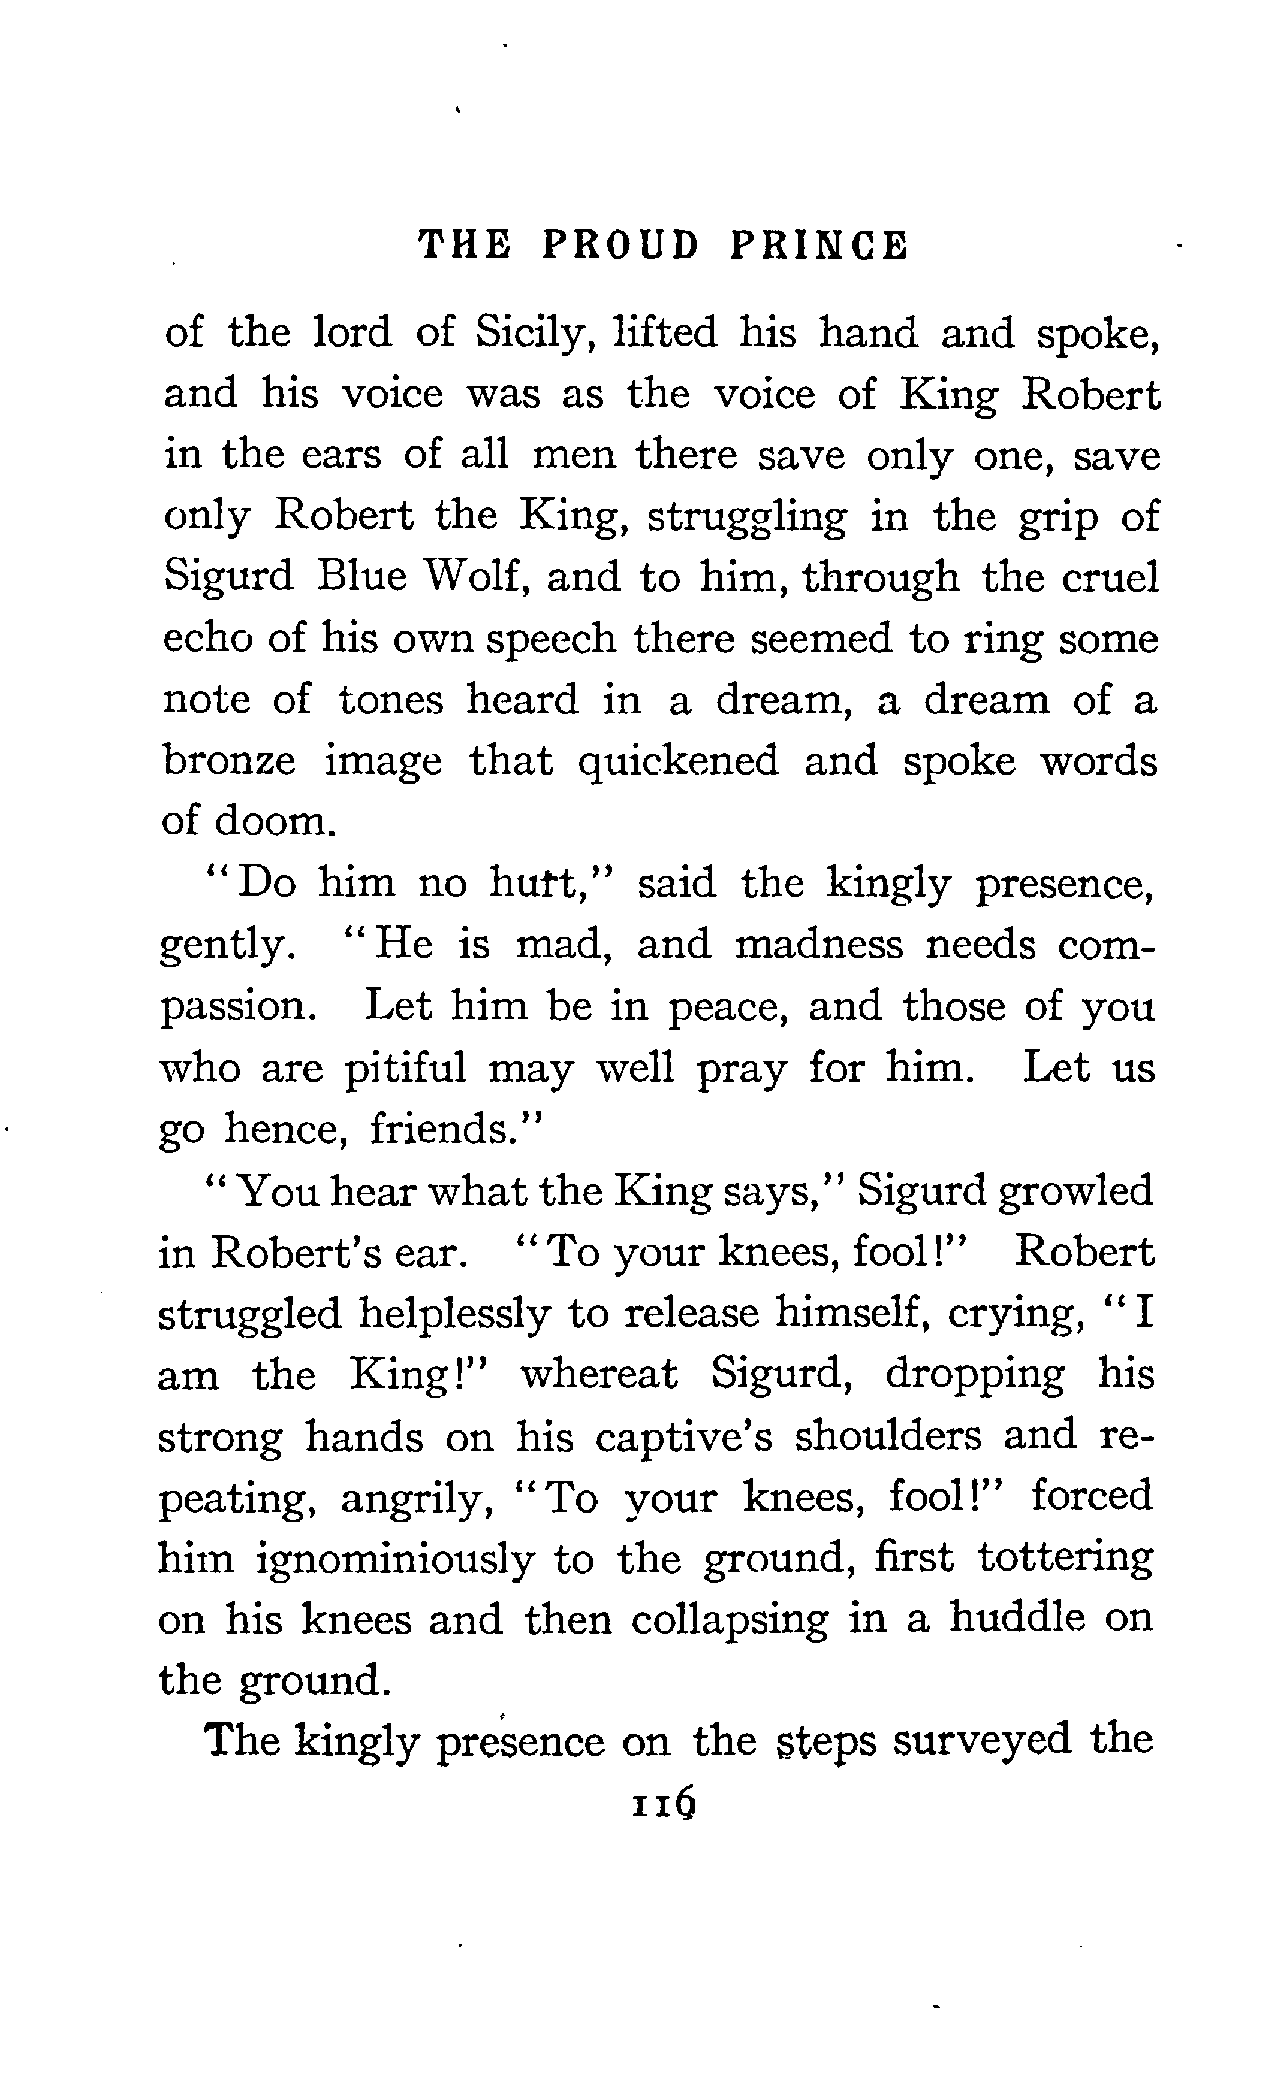 THE PROUD PRINCE
of the lord of Sicily, lifted his hand and spoke,
and his voice was as the voice of King Robert
in the ears of all men there save only one, save
only Robert the King, struggling in the grip of
Sigurd Blue Wolf, and to him, through the cruel
echo of his own speech there seemed to ring some
note of tones heard in a dream, a dream of a
bronze image that quickened and spoke words
of doom.
"Do him no hurt," said the kingly presence,
gently. "He is mad, and madness needs com-
passion. Let him be in peace, and those of you
who are pitiful may well pray for him. Let us
go hence, friends."
"You hear what the King says," Sigurd growled
in Robert's ear. "To your knees, fool!" Robert
struggled helplessly to release himself, crying, "I
am the King!" whereat Sigurd, dropping his
strong hands on his captive's shoulders and re-
peating, angrily, "To your knees, fool!" forced
him ignominiously to the ground, first tottering
on his knees and then collapsing in a huddle on
the ground.
The kingly presence on the steps surveyed the
116